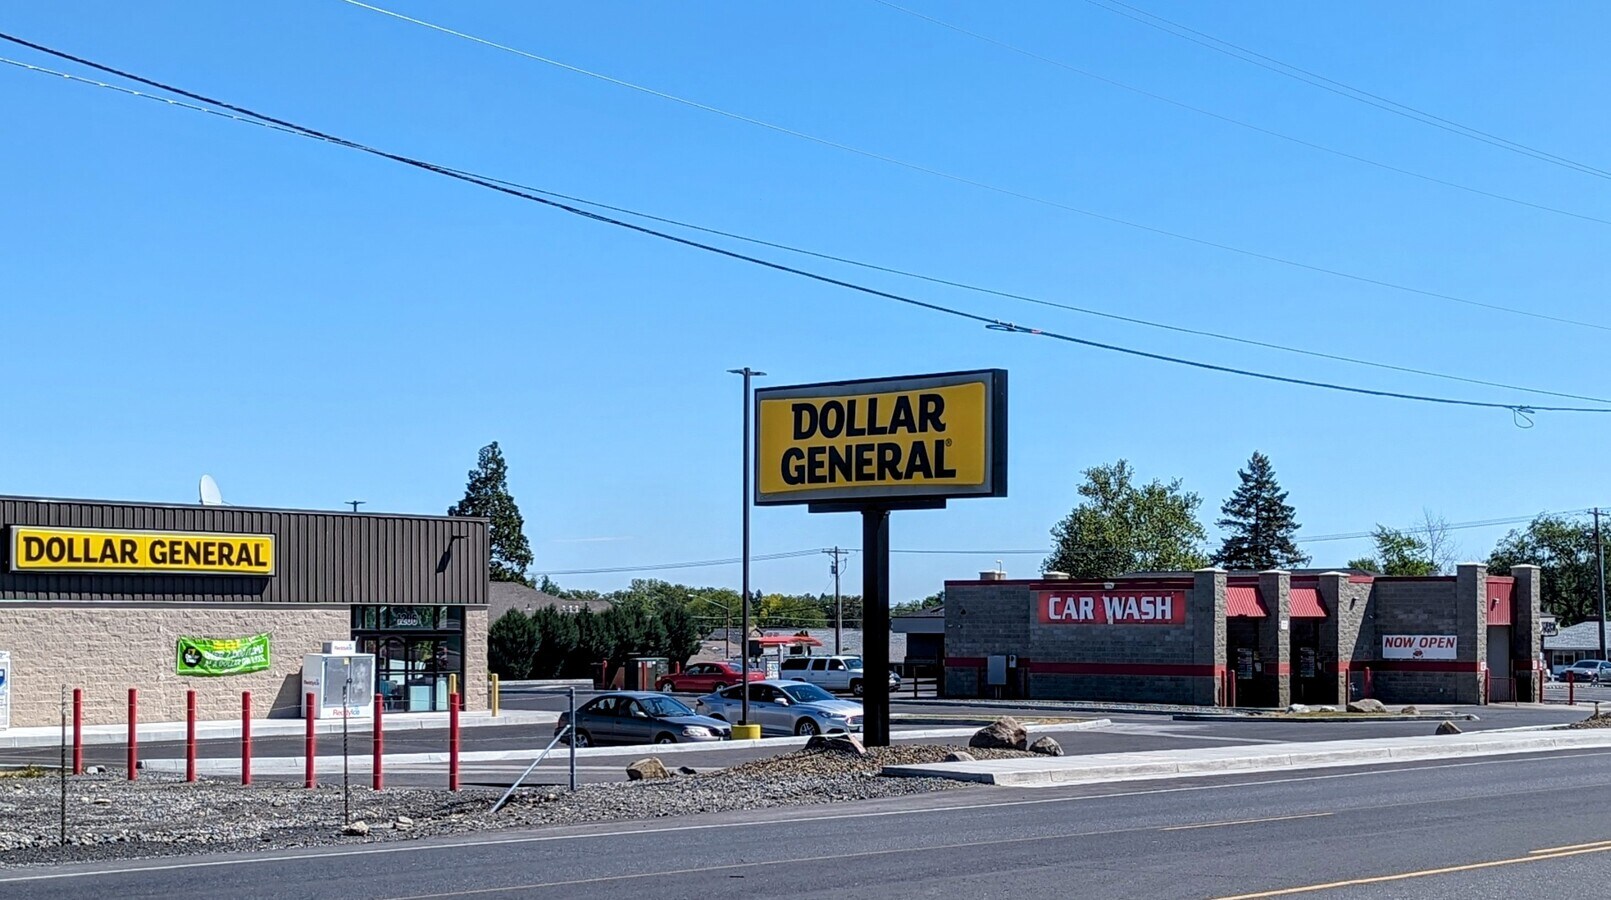 DOLLAR
GENERAL®
DOLLAR GENERAL
CAR WASH
NOW OPEN